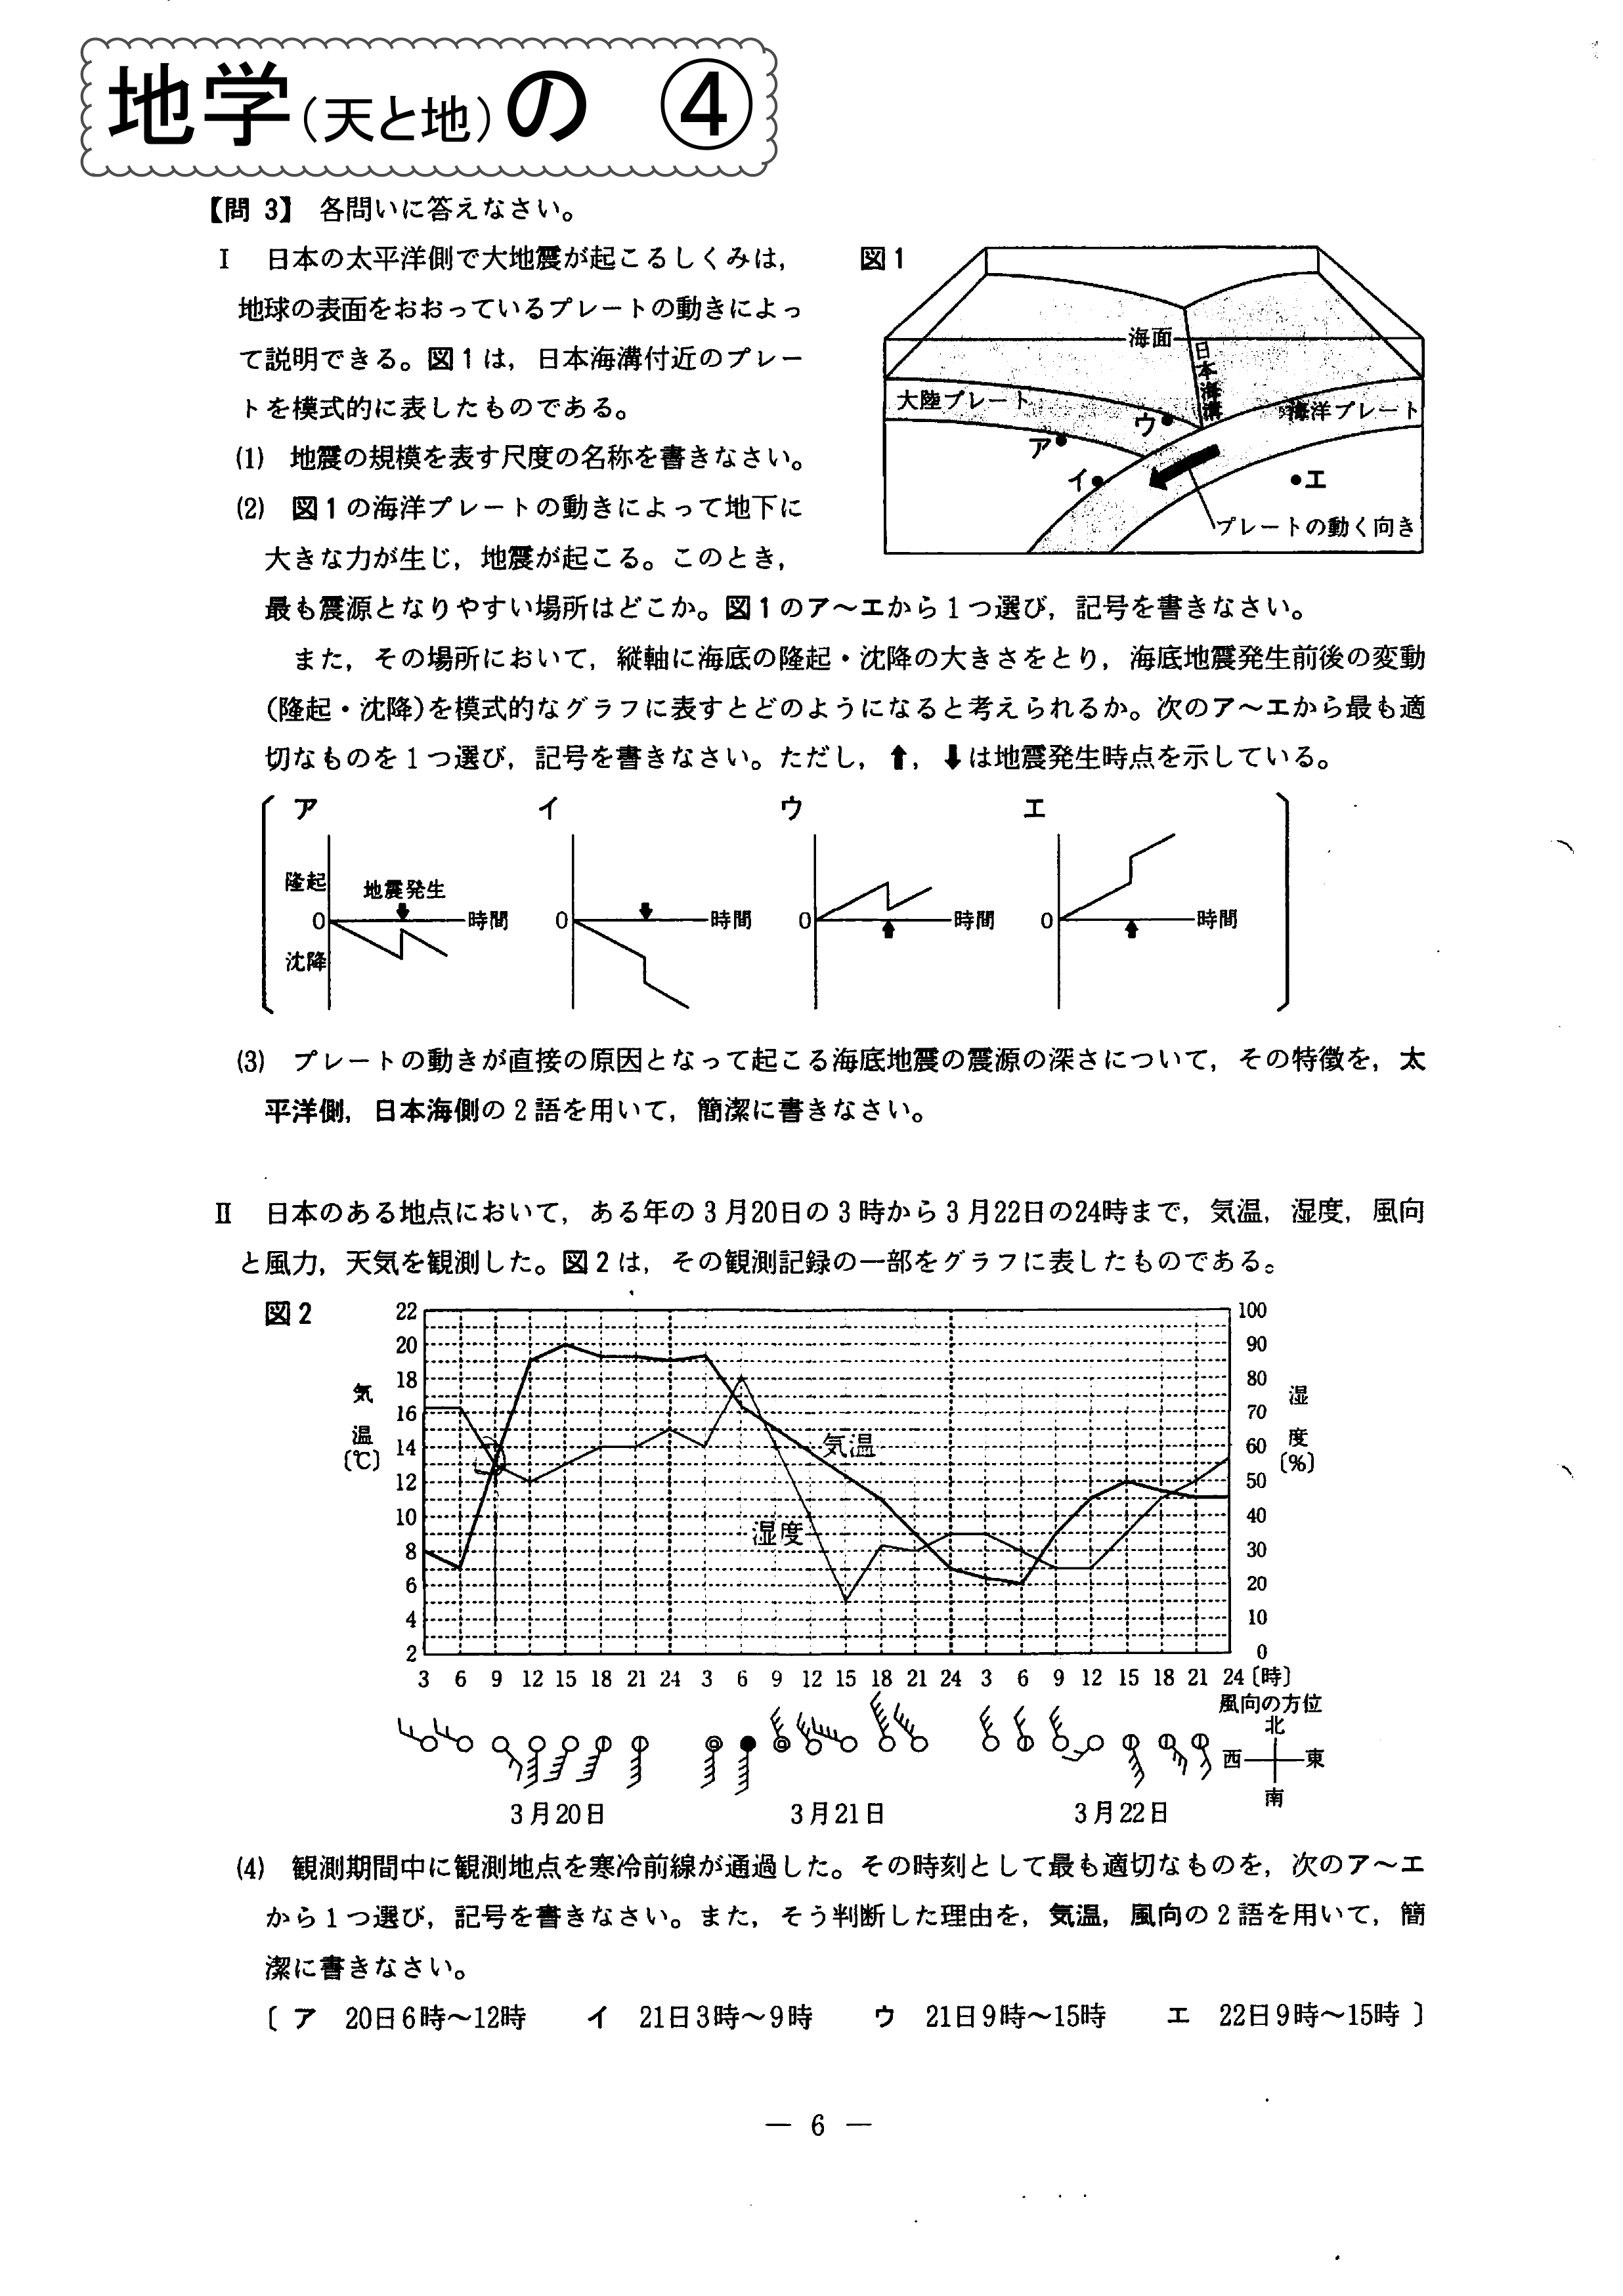 地学(天と地)の ④
【問 3】 各問いに答えなさい。
Ⅰ 日本の太平洋側で大地震が起こるしくみは,
地球の表面をおおっているプレートの動きによっ
て説明できる。図1は,日本海溝付近のプレー
トを模式的に表したものである。
(1) 地震の規模を表す尺度の名称を書きなさい。
(2) 図1の海洋プレートの動きによって地下に
大きな力が生じ,地震が起こる。このとき,
図1
海面
日本海溝
大陸プレート
海洋プレート
ウ
ア
イ
エ
プレートの動く向き
最も震源となりやすい場所はどこか。図1のア〜エから1つ選び,記号を書きなさい。
また,その場所において,縦軸に海底の隆起・沈降の大きさをとり,海底地震発生前後の変動
(隆起・沈降)を模式的なグラフに表すとどのようになると考えられるか。次のア〜エから最も適
切なものを1つ選び,記号を書きなさい。ただし,⬆,⬇は地震発生時点を示している。
ア イ ウ エ
隆起 地震発生
0 時間 0 時間 0 時間 0 時間
沈降
(3) プレートの動きが直接の原因となって起こる海底地震の震源の深さについて,その特徴を,太
平洋側,日本海側の2語を用いて,簡潔に書きなさい。
Ⅱ 日本のある地点において,ある年の3月20日の3時から3月22日の24時まで,気温,湿度,風向
と風力,天気を観測した。図2は,その観測記録の一部をグラフに表したものである。
図2
気温〔℃〕
22
20
18
16
14
12
10
8
6
4
2
気温
湿度
100
90
80
70
60
50
40
30
20
10
0
湿度〔%〕
3 6 9 12 15 18 21 24 3 6 9 12 15 18 21 24 3 6 9 12 15 18 21 24〔時〕
風向の方位
北
西 東
南
3月20日 3月21日 3月22日
(4) 観測期間中に観測地点を寒冷前線が通過した。その時刻として最も適切なものを,次のア〜エ
から1つ選び,記号を書きなさい。また,そう判断した理由を,気温,風向の2語を用いて,簡
潔に書きなさい。
〔 ア 20日6時〜12時 イ 21日3時〜9時 ウ 21日9時〜15時 エ 22日9時〜15時 〕
— 6 —